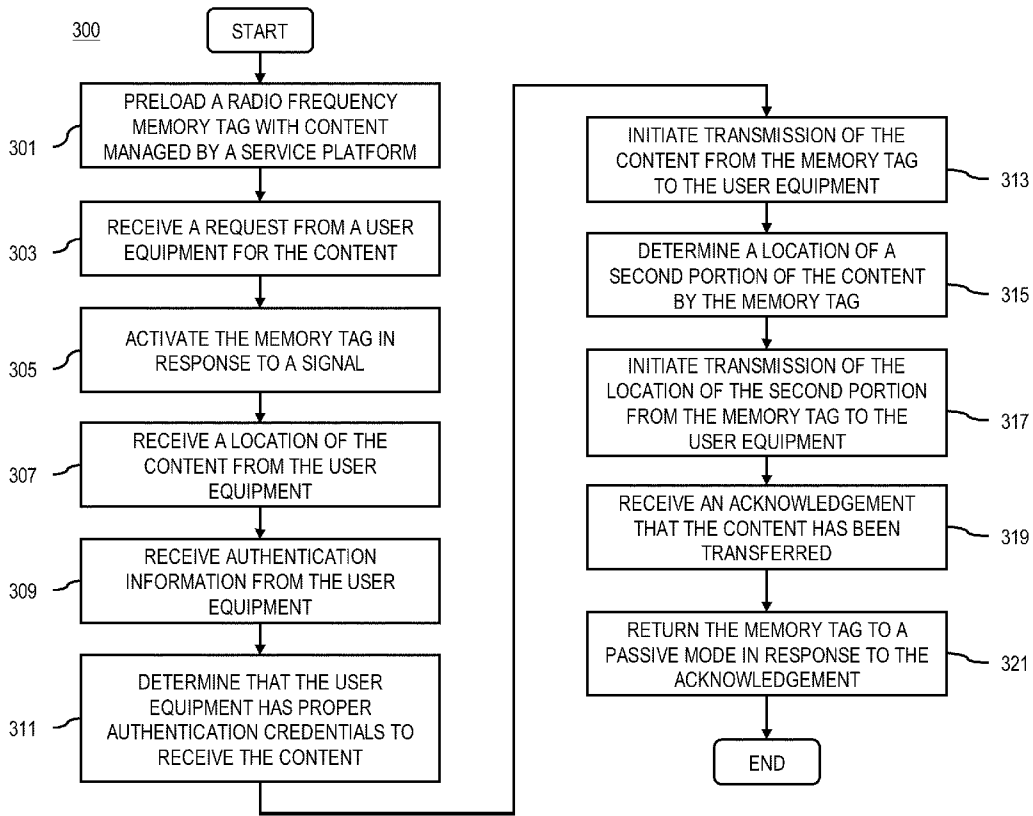 300
START
301
PRELOAD A RADIO FREQUENCY
MEMORY TAG WITH CONTENT
MANAGED BY A SERVICE PLATFORM
303
RECEIVE A REQUEST FROM A USER
EQUIPMENT FOR THE CONTENT
305
ACTIVATE THE MEMORY TAG IN
RESPONSE TO A SIGNAL
307
RECEIVE A LOCATION OF THE
CONTENT FROM THE USER
EQUIPMENT
309
RECEIVE AUTHENTICATION
INFORMATION FROM THE USER
EQUIPMENT
311
DETERMINE THAT THE USER
EQUIPMENT HAS PROPER
AUTHENTICATION CREDENTIALS TO
RECEIVE THE CONTENT
INITIATE TRANSMISSION OF THE
CONTENT FROM THE MEMORY TAG
TO THE USER EQUIPMENT
313
DETERMINE A LOCATION OF A
SECOND PORTION OF THE CONTENT
BY THE MEMORY TAG
315
INITIATE TRANSMISSION OF THE
LOCATION OF THE SECOND PORTION
FROM THE MEMORY TAG TO THE
USER EQUIPMENT
317
RECEIVE AN ACKNOWLEDGEMENT
THAT THE CONTENT HAS BEEN
TRANSFERRED
319
RETURN THE MEMORY TAG TO A
PASSIVE MODE IN RESPONSE TO THE
ACKNOWLEDGEMENT
321
END